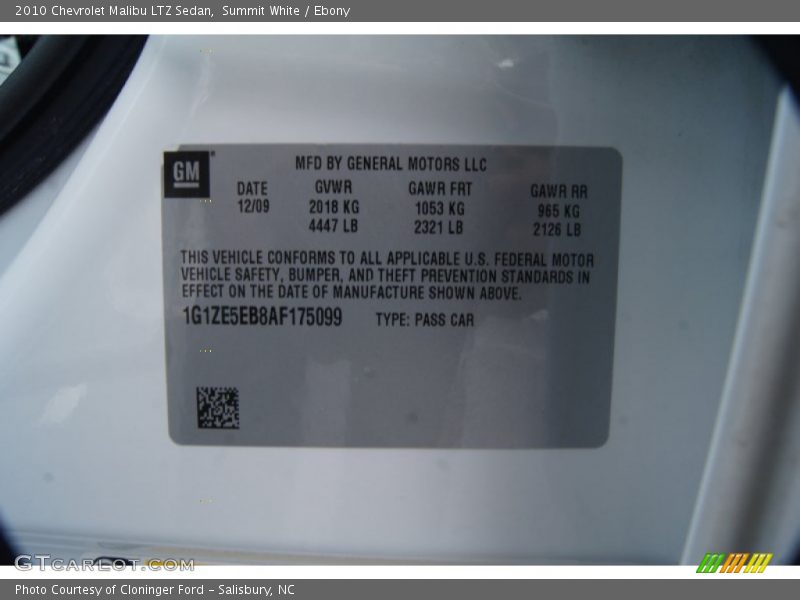 2010 Chevrolet Malibu LTZ Sedan, Summit White / Ebony
GM
MFD BY GENERAL MOTORS LLC
DATE GVWR GAWR FRT GAWR RR
12/09 2018 KG 1053 KG 965 KG
4447 LB 2321 LB 2126 LB
THIS VEHICLE CONFORMS TO ALL APPLICABLE U.S. FEDERAL MOTOR
VEHICLE SAFETY, BUMPER, AND THEFT PREVENTION STANDARDS IN
EFFECT ON THE DATE OF MANUFACTURE SHOWN ABOVE.
1G1ZE5EB8AF175099 TYPE: PASS CAR
GTCARLOT.COM
Photo Courtesy of Cloninger Ford – Salisbury, NC